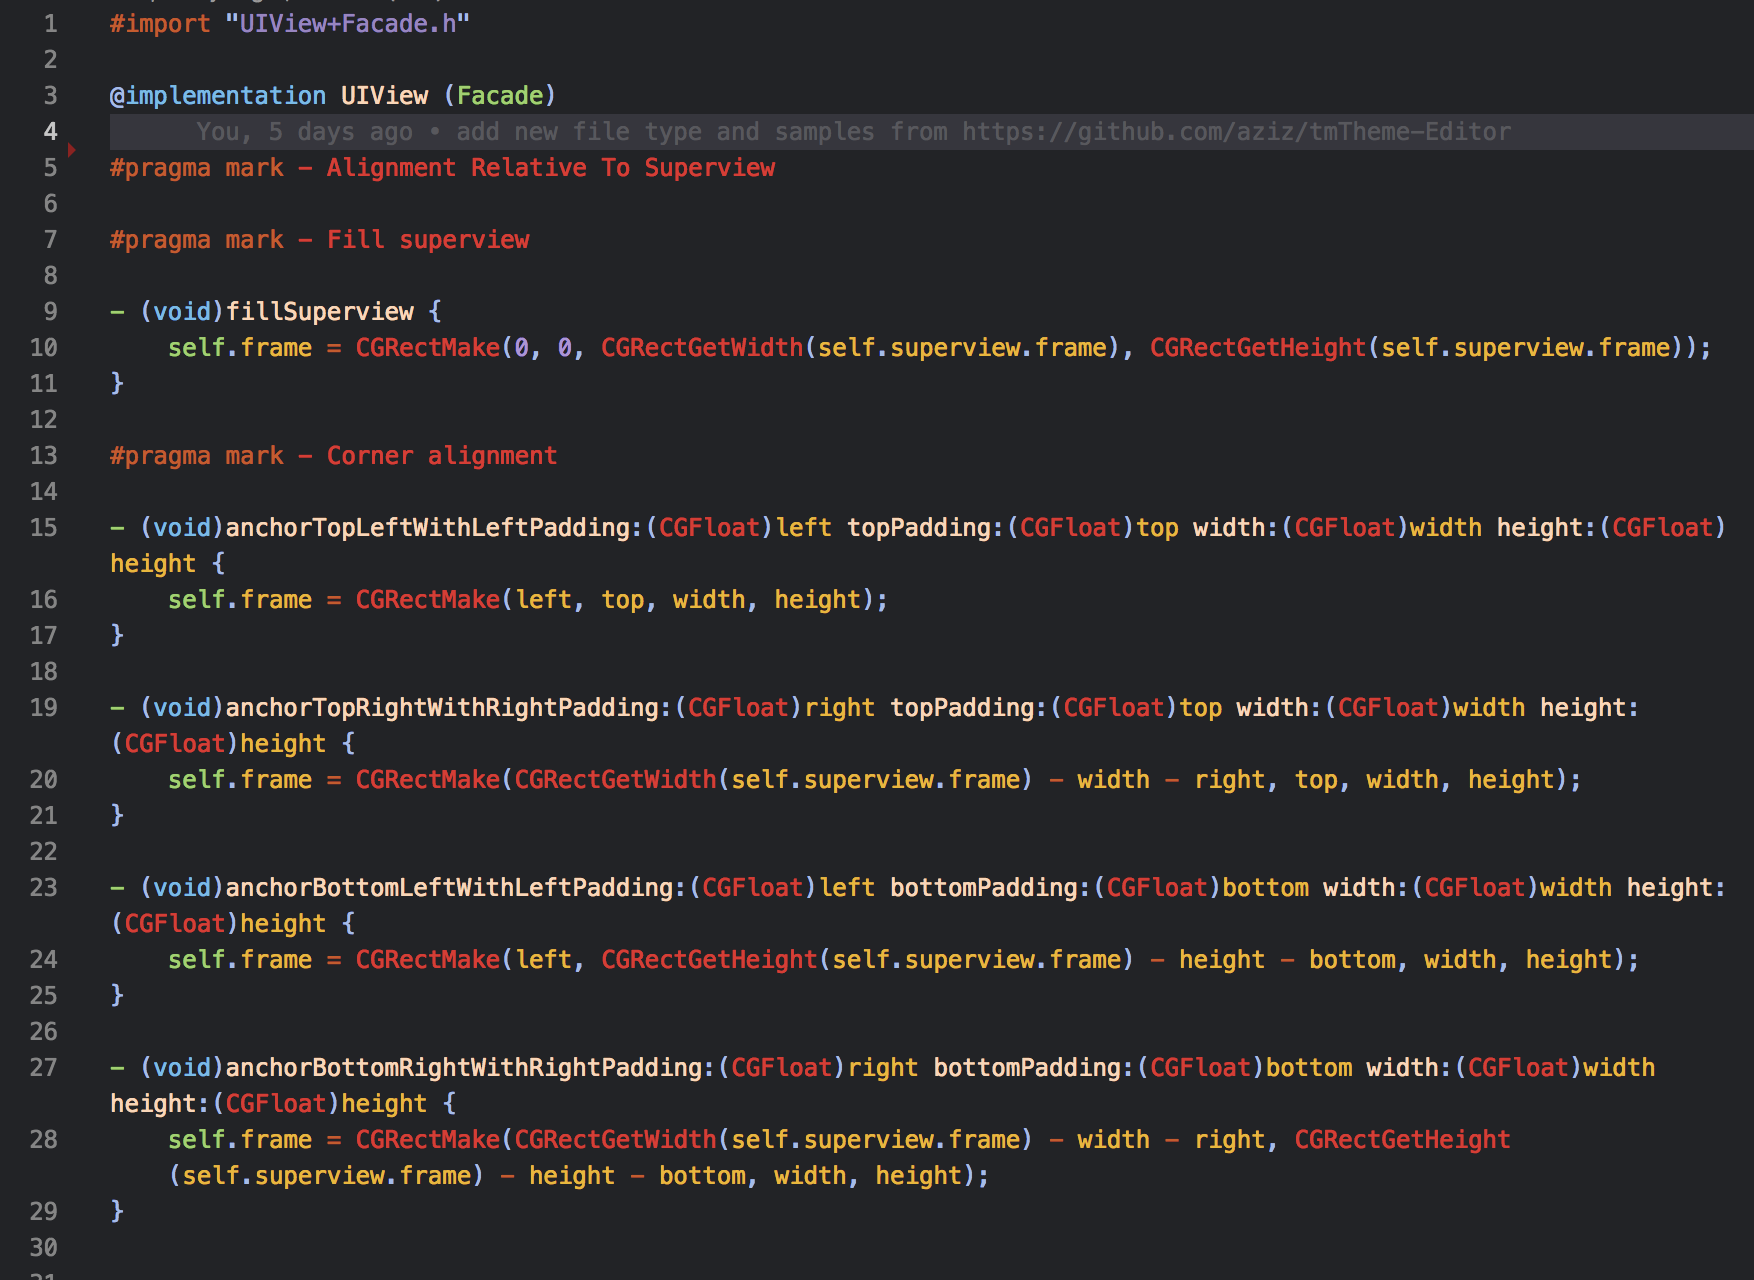 1 #import "UIView+Facade.h"
2
3 @implementation UIView (Facade)
4 You, 5 days ago • add new file type and samples from https://github.com/aziz/tmTheme-Editor
5 #pragma mark - Alignment Relative To Superview
6
7 #pragma mark - Fill superview
8
9 - (void)fillSuperview {
10     self.frame = CGRectMake(0, 0, CGRectGetWidth(self.superview.frame), CGRectGetHeight(self.superview.frame));
11 }
12
13 #pragma mark - Corner alignment
14
15 - (void)anchorTopLeftWithLeftPadding:(CGFloat)left topPadding:(CGFloat)top width:(CGFloat)width height:(CGFloat)
height {
16     self.frame = CGRectMake(left, top, width, height);
17 }
18
19 - (void)anchorTopRightWithRightPadding:(CGFloat)right topPadding:(CGFloat)top width:(CGFloat)width height:
(CGFloat)height {
20     self.frame = CGRectMake(CGRectGetWidth(self.superview.frame) - width - right, top, width, height);
21 }
22
23 - (void)anchorBottomLeftWithLeftPadding:(CGFloat)left bottomPadding:(CGFloat)bottom width:(CGFloat)width height:
(CGFloat)height {
24     self.frame = CGRectMake(left, CGRectGetHeight(self.superview.frame) - height - bottom, width, height);
25 }
26
27 - (void)anchorBottomRightWithRightPadding:(CGFloat)right bottomPadding:(CGFloat)bottom width:(CGFloat)width
height:(CGFloat)height {
28     self.frame = CGRectMake(CGRectGetWidth(self.superview.frame) - width - right, CGRectGetHeight
(self.superview.frame) - height - bottom, width, height);
29 }
30
31